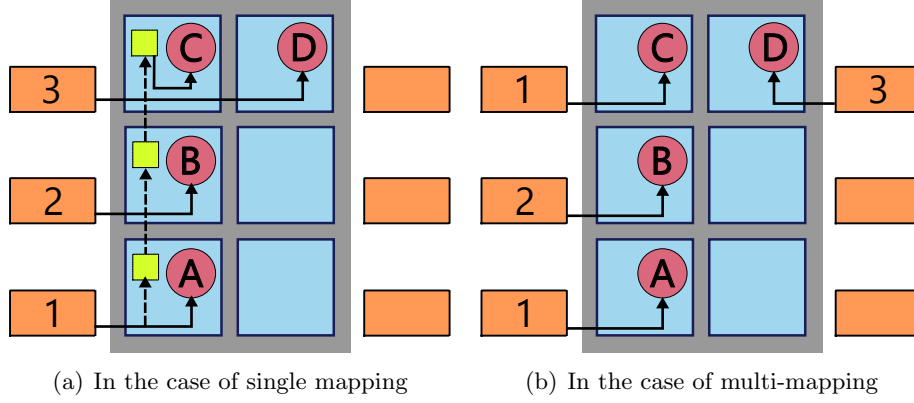 C D C D
3 1 3
B B
2 2
A A
1 1
(a) In the case of single mapping
(b) In the case of multi-mapping